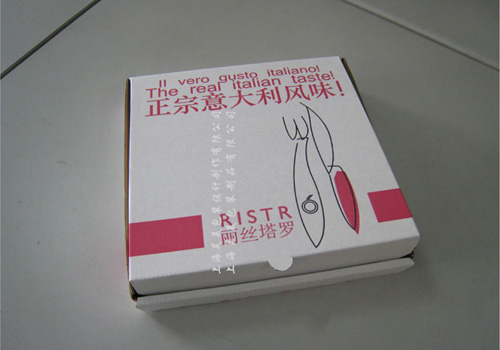 Il vero gusto italiano!
The real italian taste!
正宗意大利风味!
RISTR
丽丝塔罗